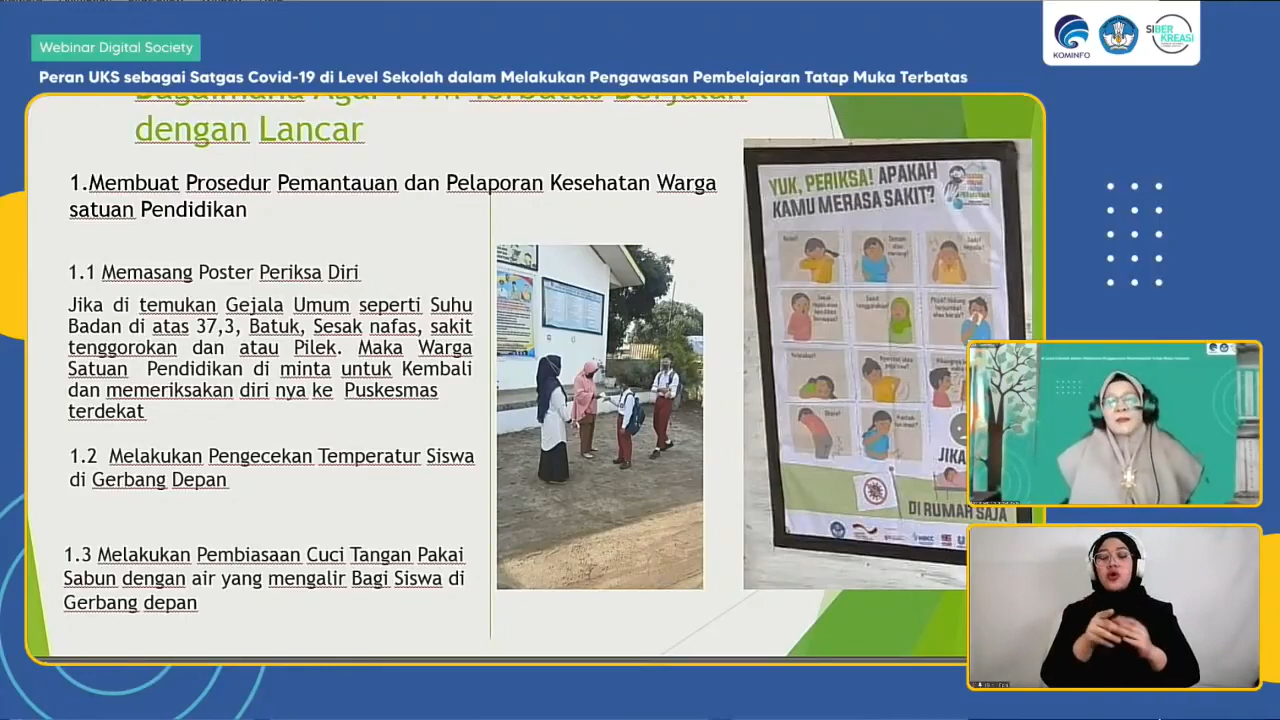 Webinar Digital Society
Peran UKS sebagai Satgas Covid-19 di Level Sekolah dalam Melakukan Pengawasan Pembelajaran Tatap Muka Terbatas
KOMINFO
SIBER
KREASI
dengan Lancar
1.Membuat Prosedur Pemantauan dan Pelaporan Kesehatan Warga
satuan Pendidikan
1.1 Memasang Poster Periksa Diri
Jika di temukan Gejala Umum seperti Suhu
Badan di atas 37,3, Batuk, Sesak nafas, sakit
tenggorokan dan atau Pilek. Maka Warga
Satuan Pendidikan di minta untuk Kembali
dan memeriksakan diri nya ke Puskesmas
terdekat
1.2 Melakukan Pengecekan Temperatur Siswa
di Gerbang Depan
1.3 Melakukan Pembiasaan Cuci Tangan Pakai
Sabun dengan air yang mengalir Bagi Siswa di
Gerbang depan
YUK, PERIKSA! APAKAH
KAMU MERASA SAKIT?
Sakit
kepala?
Diare?
JIKA
DI RUMAH SAJA